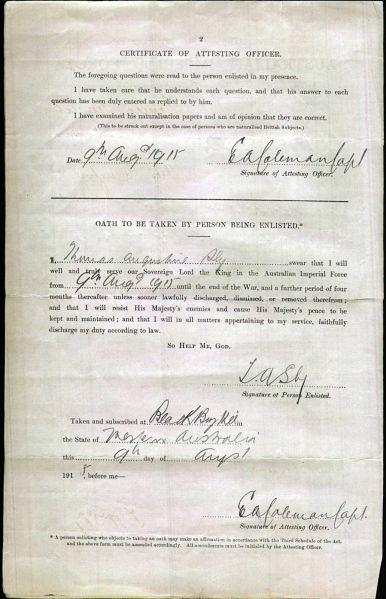 2
CERTIFICATE OF ATTESTING OFFICER.
The foregoing questions were read to the person enlisted in my presence.
I have taken care that he understands each question, and that his answer to each
question has been duly entered as replied to by him.
I have examined his naturalisation papers and am of opinion that they are correct.
(This to be struck out except in the case of persons who are naturalised British Subjects.)
Date 9th Augst 1915 E A Coleman Capt
Signature of Attesting Officer.
OATH TO BE TAKEN BY PERSON BEING ENLISTED.*
I, Thomas Augustine swear that I will
well and truly serve our Sovereign Lord the King in the Australian Imperial Force
from 9th Augst 1915 until the end of the War, and a further period of four
months thereafter unless sooner lawfully discharged, dismissed, or removed therefrom;
and that I will resist His Majesty's enemies and cause His Majesty's peace to be
kept and maintained; and that I will in all matters appertaining to my service, faithfully
discharge my duty according to law.
SO HELP ME, GOD.
Signature of Person Enlisted.
Taken and subscribed at
the State of Western Australia
this 9th day of Augst
1915, before me—
E A Coleman Capt.
Signature of Attesting Officer.
* A person enlisting who objects to taking an oath may make an affirmation in accordance with the Third Schedule of the Act,
and the above form must be amended accordingly. All amendments must be initialed by the Attesting Officer.